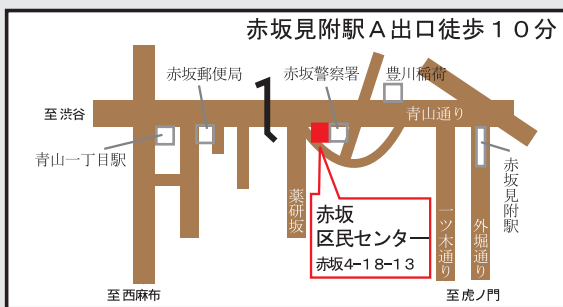 赤坂見附駅A出口徒歩１０分
赤坂郵便局
赤坂警察署
豊川稲荷
至渋谷
青山通り
1
青山一丁目駅
薬研坂
赤坂
区民センター
赤坂4-18-13
一ツ木通り
外堀通り
赤坂見附駅
至西麻布
至虎ノ門